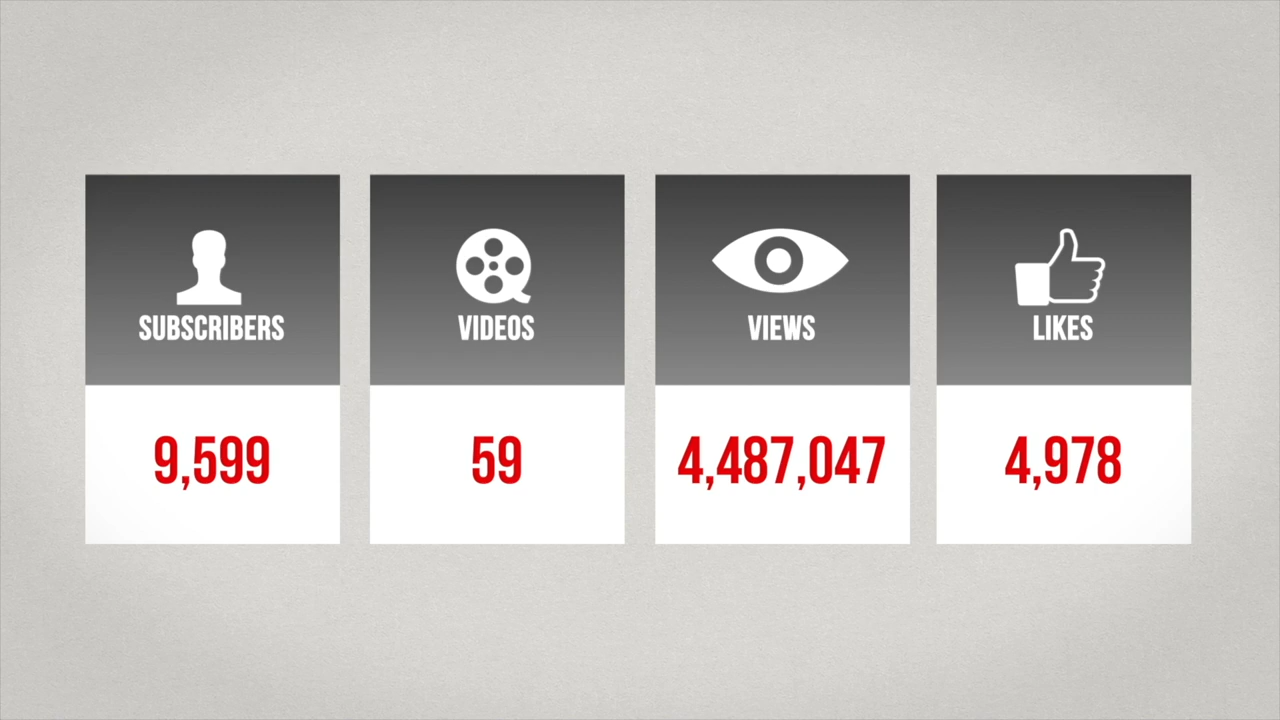 SUBSCRIBERS
9,599
VIDEOS
59
VIEWS
4,487,047
LIKES
4,978